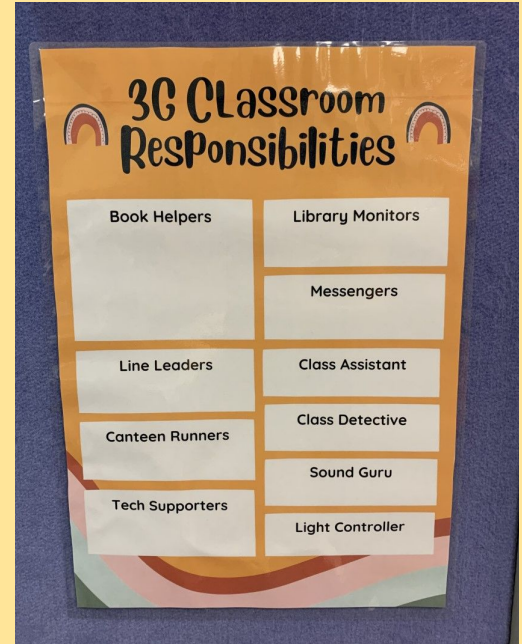 3G Classroom
Responsibilities
Book Helpers
Line Leaders
Canteen Runners
Tech Supporters
Library Monitors
Messengers
Class Assistant
Class Detective
Sound Guru
Light Controller